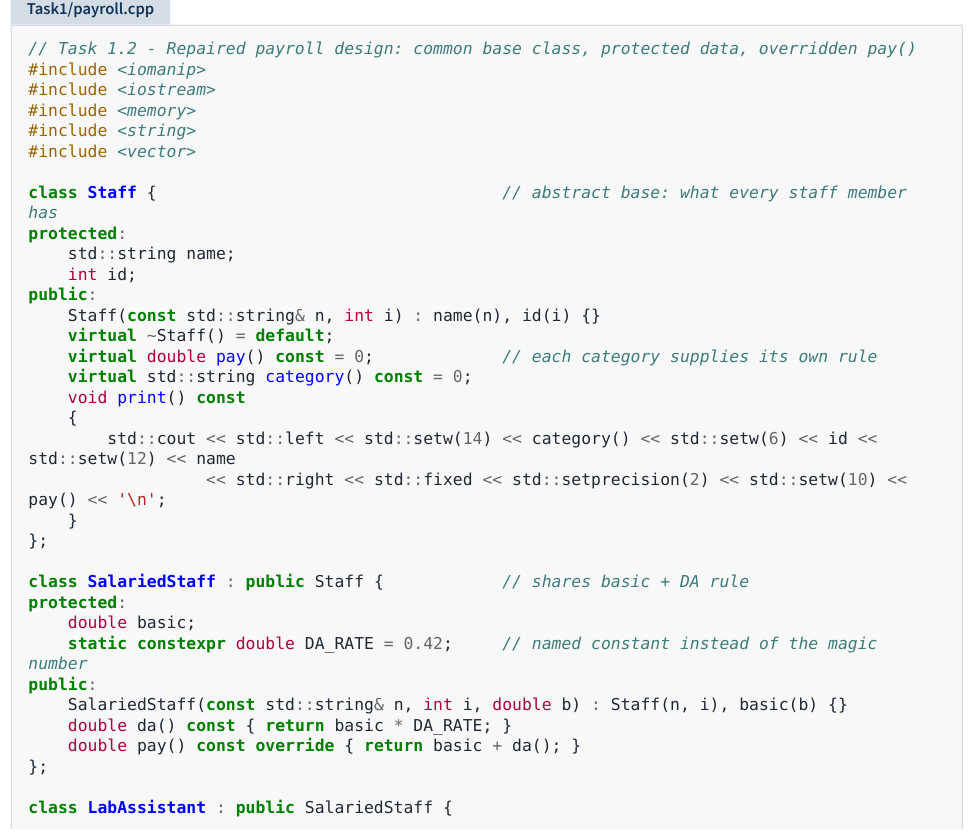 Task1/payroll.cpp
// Task 1.2 - Repaired payroll design: common base class, protected data, overridden pay()
#include <iomanip>
#include <iostream>
#include <memory>
#include <string>
#include <vector>
class Staff {                                   // abstract base: what every staff member
has
protected:
    std::string name;
    int id;
public:
    Staff(const std::string& n, int i) : name(n), id(i) {}
    virtual ~Staff() = default;
    virtual double pay() const = 0;             // each category supplies its own rule
    virtual std::string category() const = 0;
    void print() const
    {
        std::cout << std::left << std::setw(14) << category() << std::setw(6) << id <<
std::setw(12) << name
                  << std::right << std::fixed << std::setprecision(2) << std::setw(10) <<
pay() << '\n';
    }
};
class SalariedStaff : public Staff {            // shares basic + DA rule
protected:
    double basic;
    static constexpr double DA_RATE = 0.42;     // named constant instead of the magic
number
public:
    SalariedStaff(const std::string& n, int i, double b) : Staff(n, i), basic(b) {}
    double da() const { return basic * DA_RATE; }
    double pay() const override { return basic + da(); }
};
class LabAssistant : public SalariedStaff {